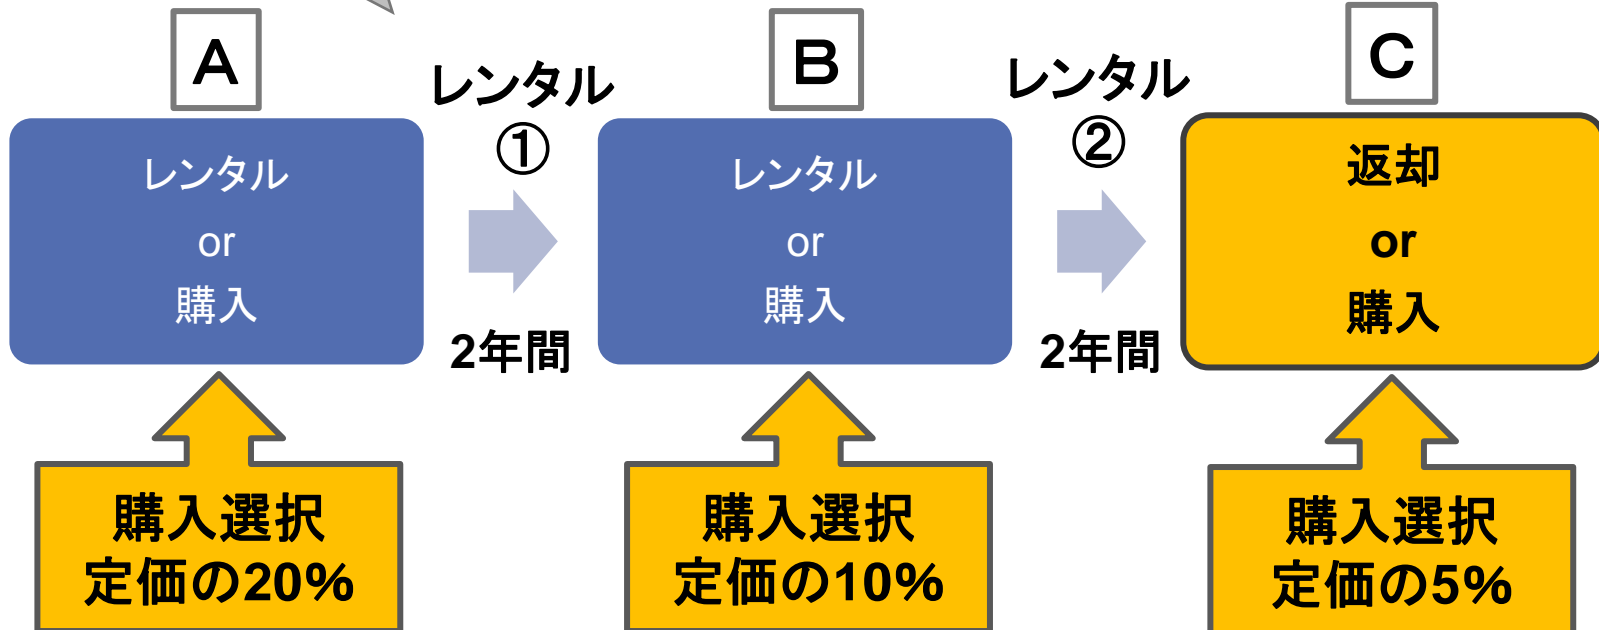 A
レンタル
or
購入
購入選択
定価の20%
レンタル
①
2年間
B
レンタル
or
購入
購入選択
定価の10%
レンタル
②
2年間
C
返却
or
購入
購入選択
定価の5%